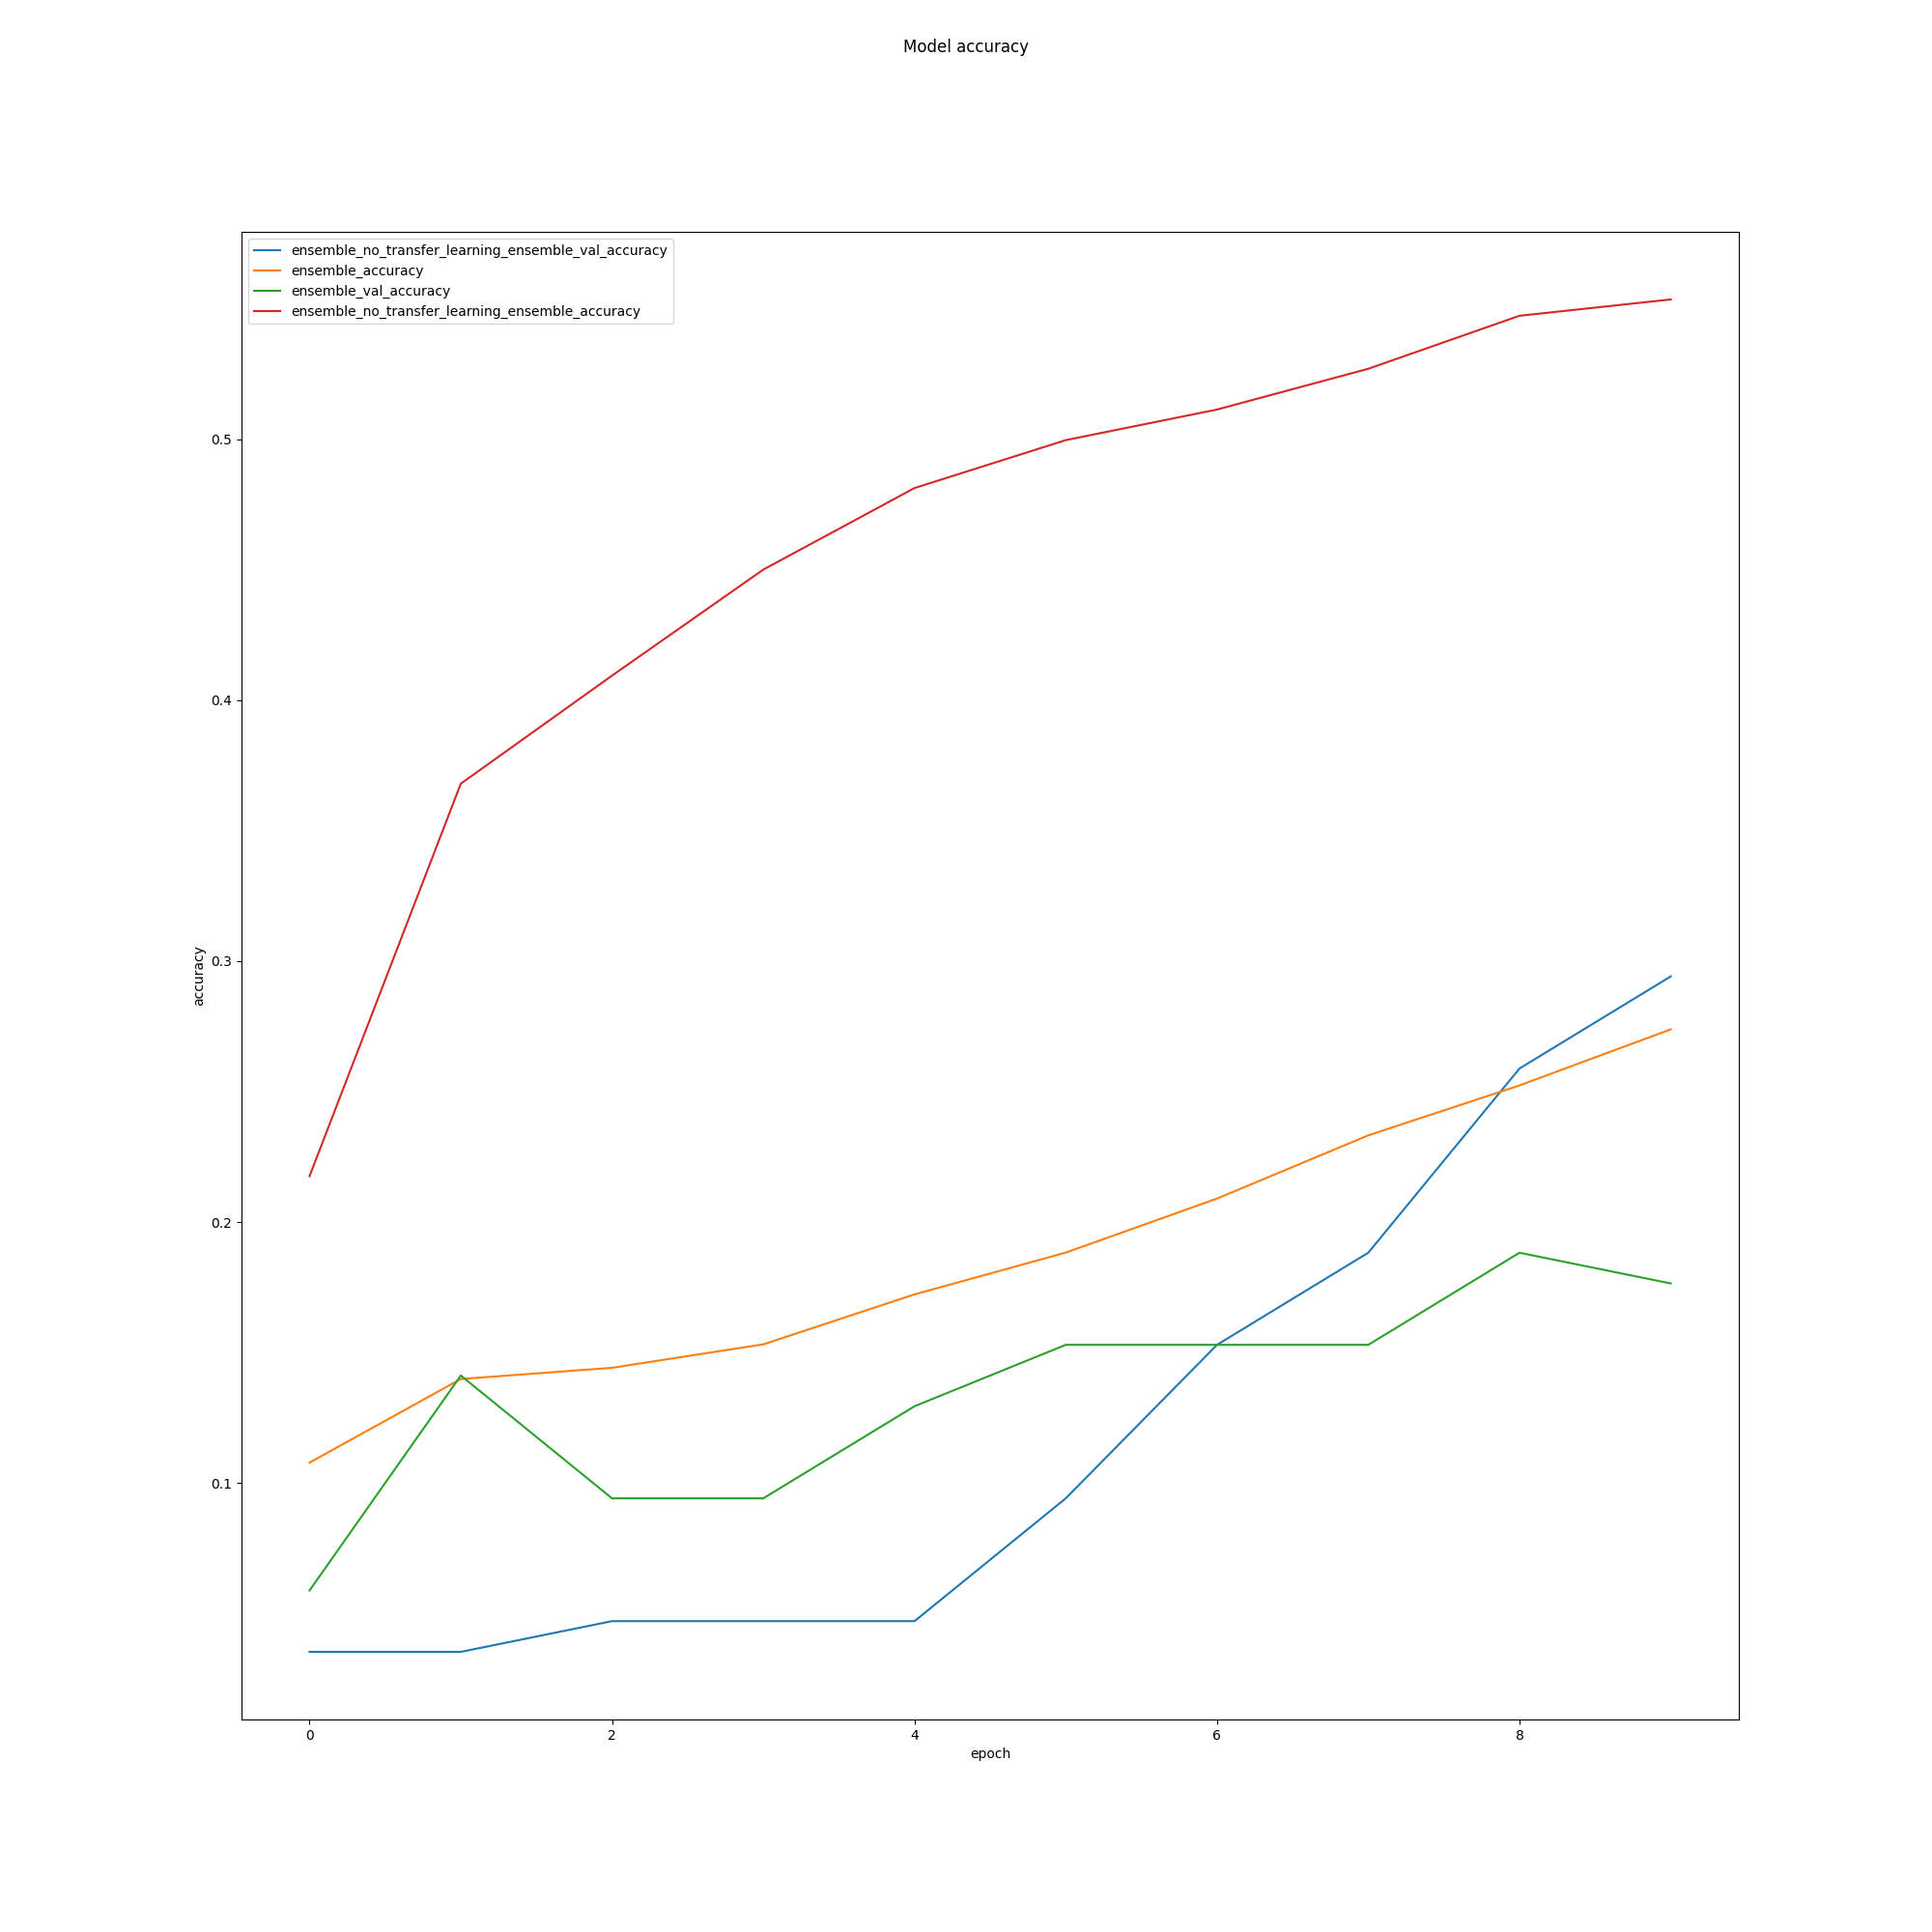 Model accuracy
ensemble_no_transfer_learning_ensemble_val_accuracy
ensemble_accuracy
ensemble_val_accuracy
ensemble_no_transfer_learning_ensemble_accuracy
0.5
0.4
0.3
0.2
0.1
accuracy
0 2 4 6 8
epoch